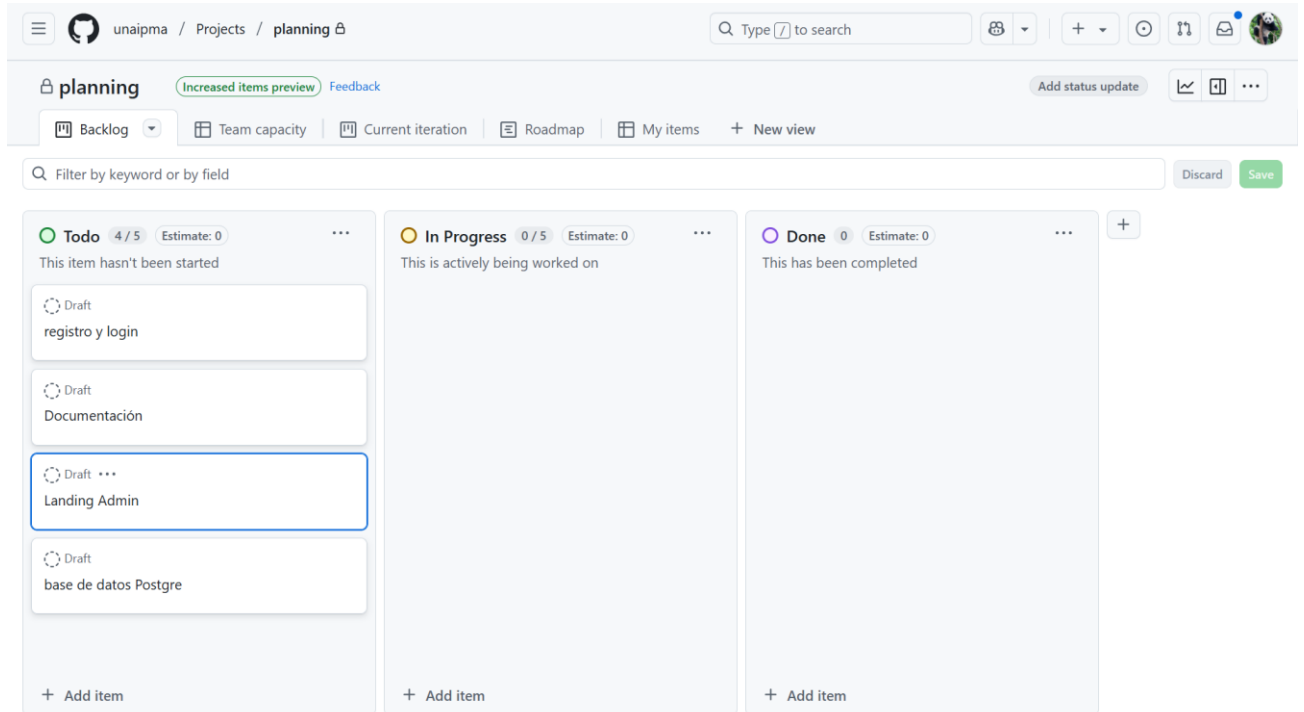 unaipma / Projects / planning
Type / to search
planning Increased items preview Feedback Add status update
Backlog Team capacity Current iteration Roadmap My items + New view
Filter by keyword or by field Discard Save
Todo 4 / 5 Estimate: 0
This item hasn't been started
Draft
registro y login
Draft
Documentación
Draft
Landing Admin
Draft
base de datos Postgre
+ Add item
In Progress 0 / 5 Estimate: 0
This is actively being worked on
+ Add item
Done 0 Estimate: 0
This has been completed
+ Add item